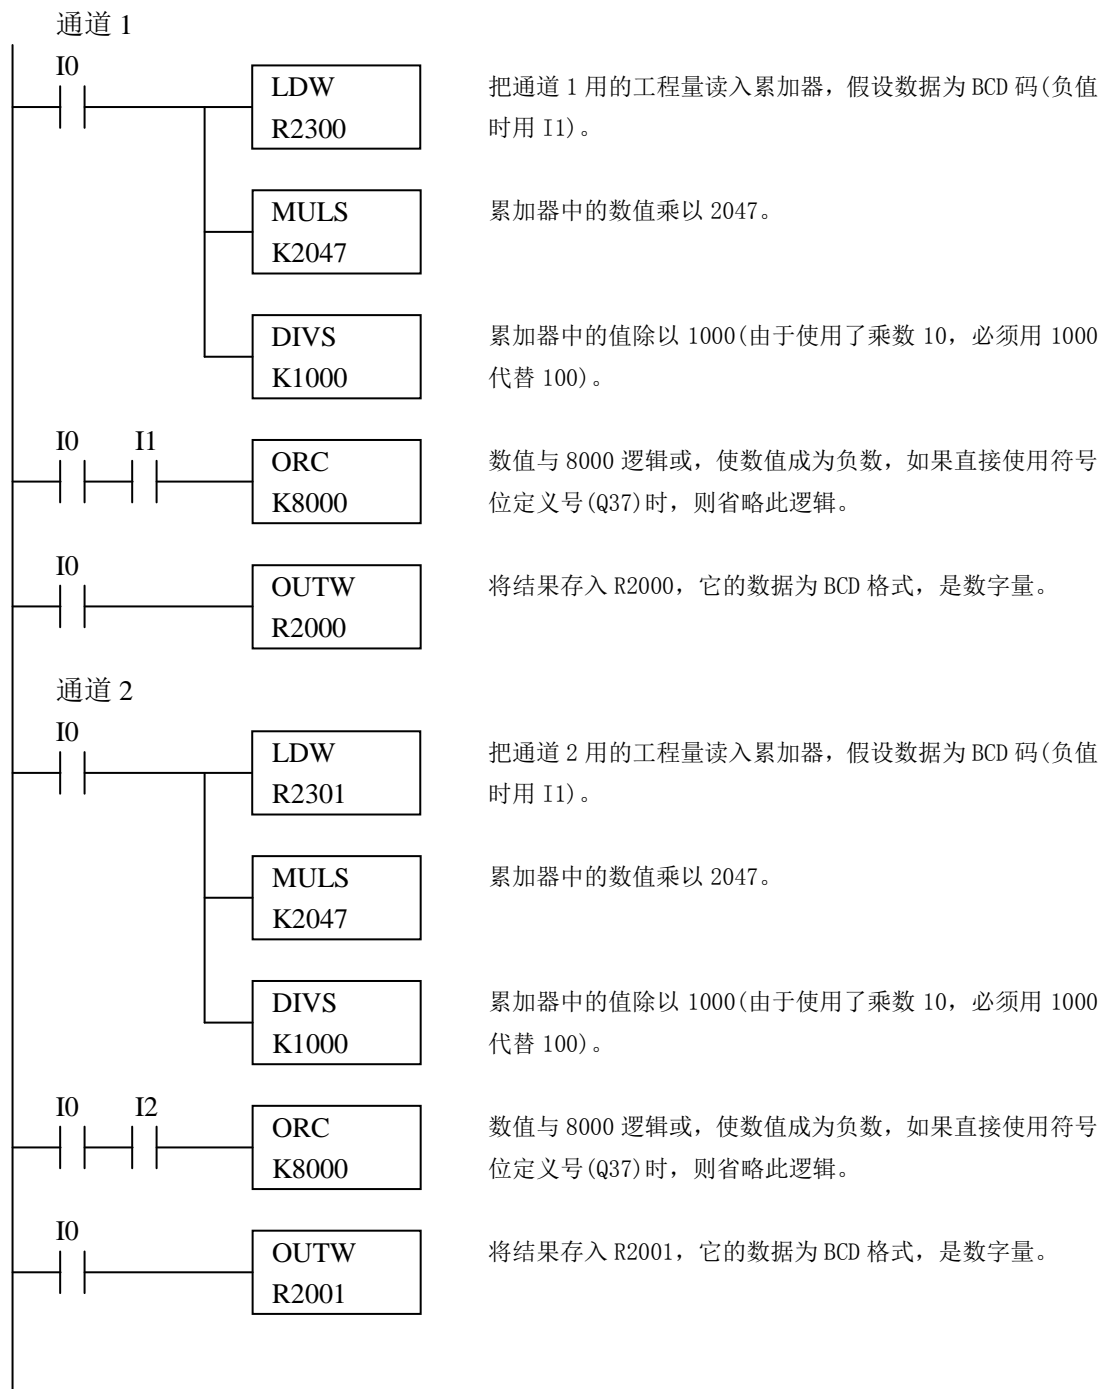 通道 1
I0
LDW
R2300
把通道 1 用的工程量读入累加器，假设数据为 BCD 码(负值
时用 I1)。
MULS
K2047
累加器中的数值乘以 2047。
DIVS
K1000
累加器中的值除以 1000(由于使用了乘数 10，必须用 1000
代替 100)。
I0 I1
ORC
K8000
数值与 8000 逻辑或，使数值成为负数，如果直接使用符号
位定义号(Q37)时，则省略此逻辑。
I0
OUTW
R2000
将结果存入 R2000，它的数据为 BCD 格式，是数字量。
通道 2
I0
LDW
R2301
把通道 2 用的工程量读入累加器，假设数据为 BCD 码(负值
时用 I1)。
MULS
K2047
累加器中的数值乘以 2047。
DIVS
K1000
累加器中的值除以 1000(由于使用了乘数 10，必须用 1000
代替 100)。
I0 I2
ORC
K8000
数值与 8000 逻辑或，使数值成为负数，如果直接使用符号
位定义号(Q37)时，则省略此逻辑。
I0
OUTW
R2001
将结果存入 R2001，它的数据为 BCD 格式，是数字量。